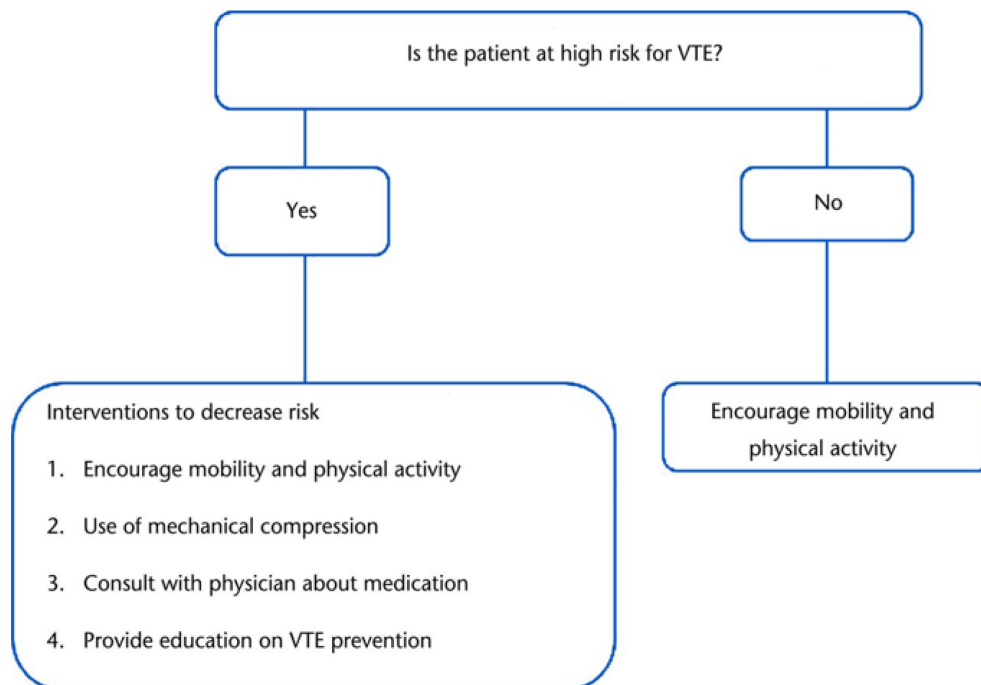 Is the patient at high risk for VTE?
Yes
No
Interventions to decrease risk
1. Encourage mobility and physical activity
2. Use of mechanical compression
3. Consult with physician about medication
4. Provide education on VTE prevention
Encourage mobility and
physical activity